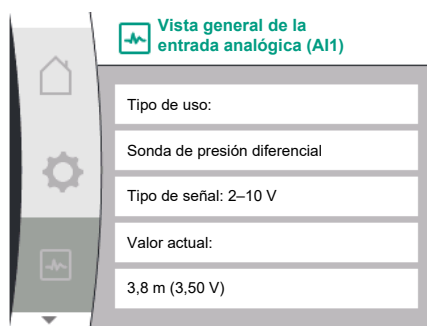 Vista general de la
entrada analógica (AI1)
Tipo de uso:
Sonda de presión diferencial
Tipo de señal: 2–10 V
Valor actual:
3,8 m (3,50 V)